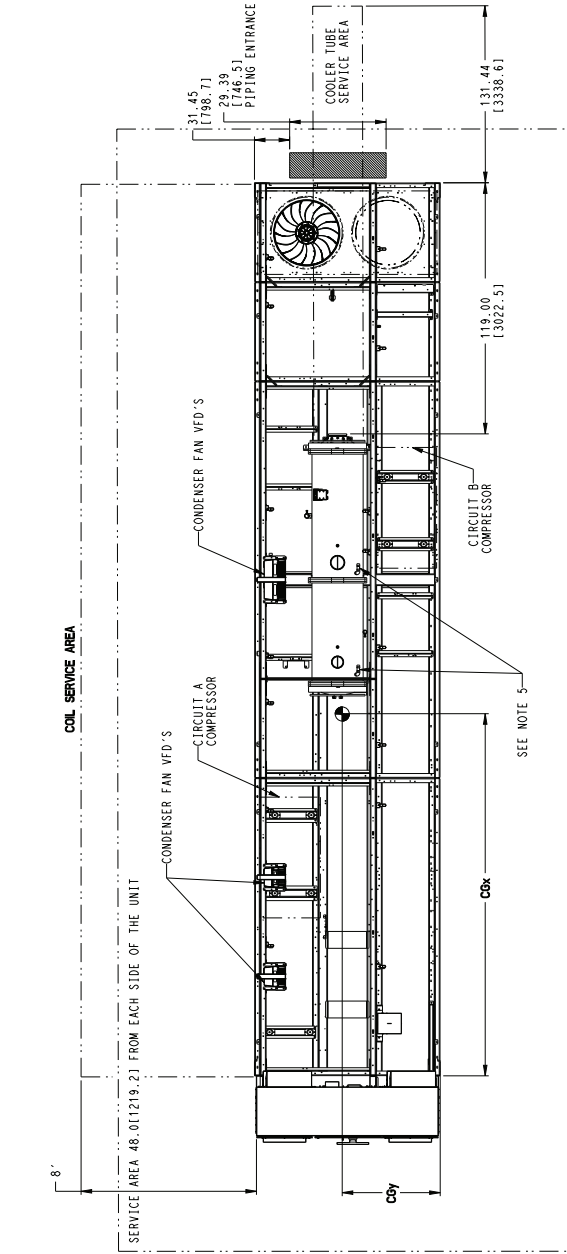 31.45
[798.7]
29.39
[746.5]
PIPING ENTRANCE
COOLER TUBE
SERVICE AREA
131.44
[3338.6]
119.00
[3022.5]
CONDENSER FAN VFD'S
CIRCUIT B
COMPRESSOR
COIL SERVICE AREA
CIRCUIT A
COMPRESSOR
SEE NOTE 5
CONDENSER FAN VFD'S
CGx
SERVICE AREA 48.0[1219.2] FROM EACH SIDE OF THE UNIT
8'
CGy